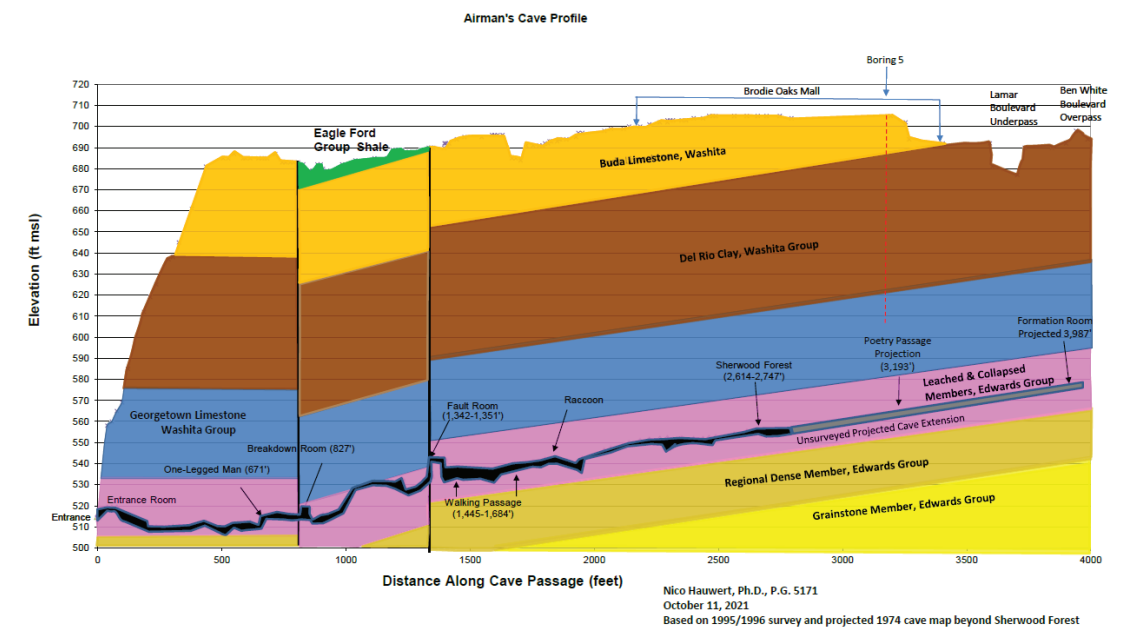 Airman's Cave Profile
Boring 5
Brodie Oaks Mall
Lamar
Boulevard
Underpass
Ben White
Boulevard
Overpass
Elevation (ft msl)
720
710
700
690
680
670
660
650
640
630
620
610
600
590
580
570
560
550
540
530
520
510
500
Entrance
Eagle Ford
Group Shale
Buda Limestone, Washita
Del Rio Clay, Washita Group
Formation Room
Projected 3,987'
Poetry Passage
Projection
(3,193')
Sherwood Forest
(2,614-2,747')
Leached & Collapsed
Members, Edwards Group
Georgetown Limestone
Washita Group
Fault Room
(1,342-1,351')
Raccoon
Breakdown Room (827')
One-Legged Man (671')
Unsurveyed Projected Cave Extension
Entrance Room
Regional Dense Member, Edwards Group
Walking Passage
(1,445-1,684')
Grainstone Member, Edwards Group
0
500
1000
1500
2000
2500
3000
3500
4000
Distance Along Cave Passage (feet)
Nico Hauwert, Ph.D., P.G. 5171
October 11, 2021
Based on 1995/1996 survey and projected 1974 cave map beyond Sherwood Forest